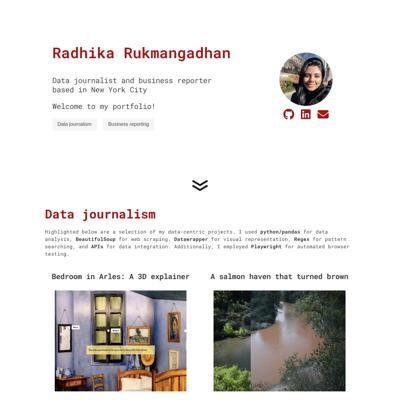 Radhika Rukmangadhan
Data journalist and business reporter
based in New York City
Welcome to my portfolio!
Data journalism
Business reporting
Data journalism
Highlighted below are a selection of my data-centric projects. I used python/pandas for data
analysis, BeautifulSoup for web scraping, Datawrapper for visual representation, Regex for pattern
searching, and APIs for data integration. Additionally, I employed Playwright for automated browser
testing.
Bedroom in Arles: A 3D explainer
A salmon haven that turned brown